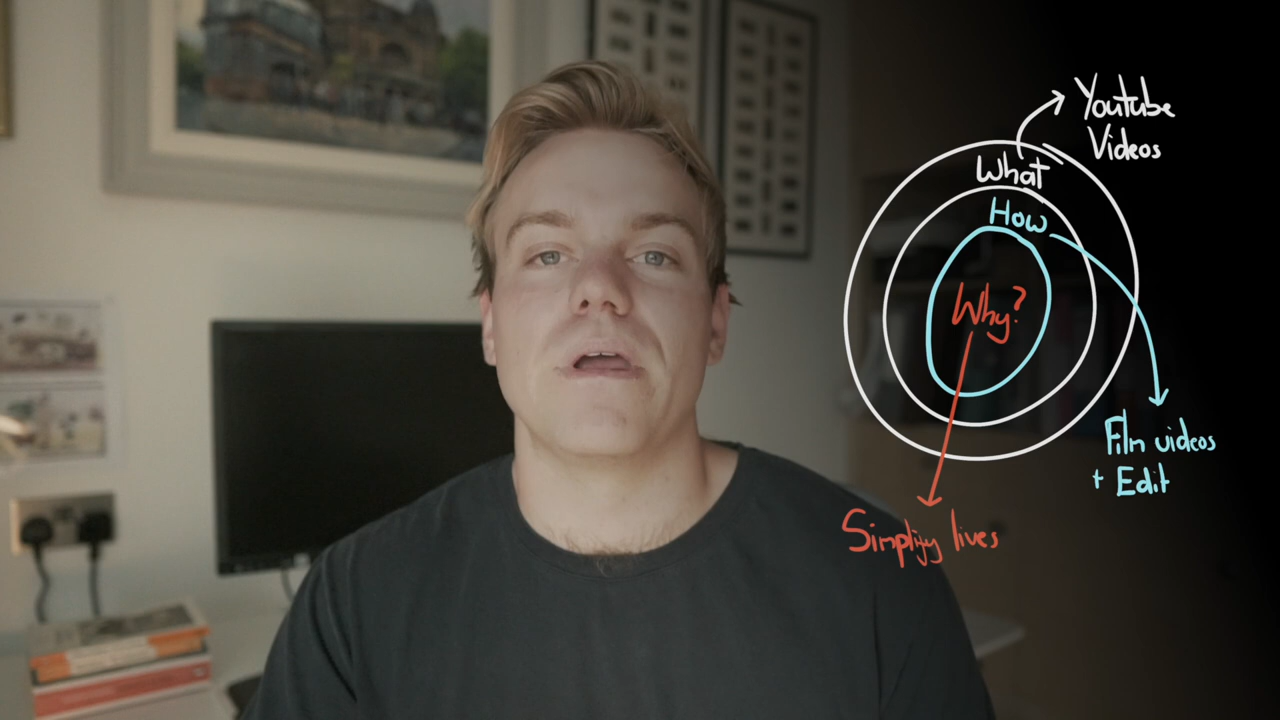 Youtube
Videos
What
How
Why?
Film videos
+ Edit
Simplify lives